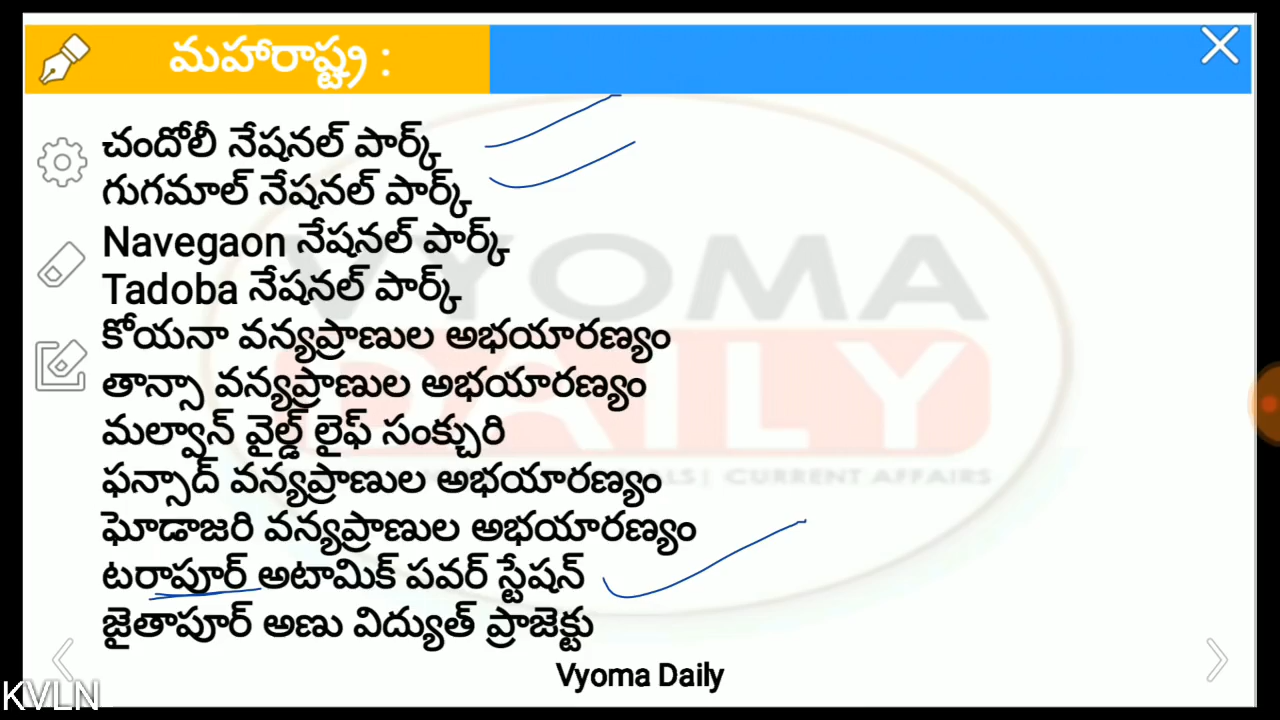 మహారాష్ట్ర :
చందోలీ నేషనల్ పార్క్
గుగమాల్ నేషనల్ పార్క్
Navegaon నేషనల్ పార్క్
Tadoba నేషనల్ పార్క్
కోయనా వన్యప్రాణుల అభయారణ్యం
తాన్సా వన్యప్రాణుల అభయారణ్యం
మల్వాన్ వైల్డ్ లైఫ్ సంక్చురి
ఫన్సాద్ వన్యప్రాణుల అభయారణ్యం
ఘోడాజరి వన్యప్రాణుల అభయారణ్యం
టరాపూర్ అటామిక్ పవర్ స్టేషన్
జైతాపూర్ అణు విద్యుత్ ప్రాజెక్టు
Vyoma Daily
KVLN
VYOMA
DAILY
CURRENT AFFAIRS